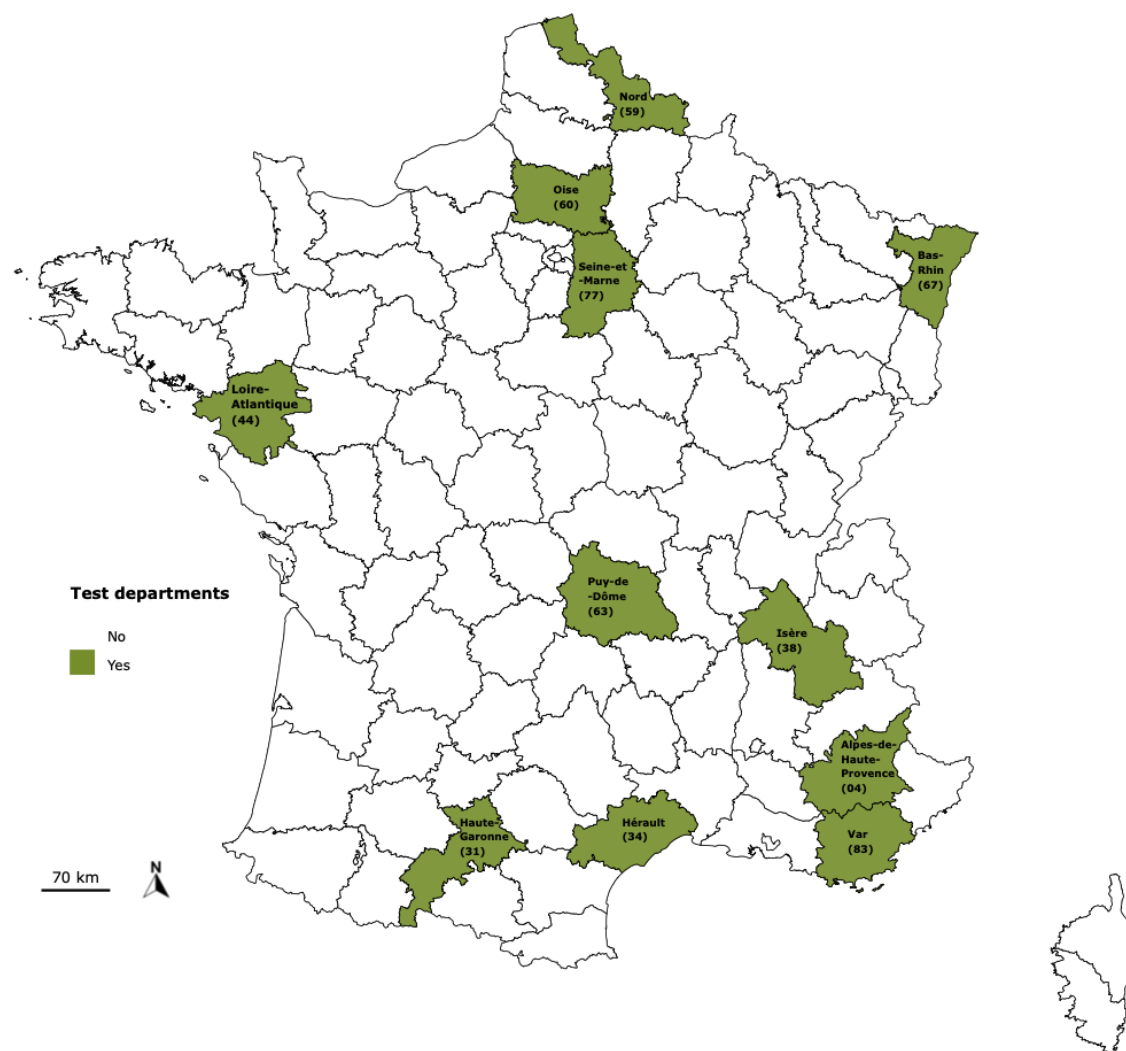 Nord
(59)
Oise
(60)
Seine-et
-Marne
(77)
Bas-
Rhin
(67)
Loire-
Atlantique
(44)
Test departments
No
Yes
Puy-de
-Dôme
(63)
Isère
(38)
Alpes-de-
Haute-
Provence
(04)
Haute-
Garonne
(31)
Hérault
(34)
Var
(83)
70 km
N